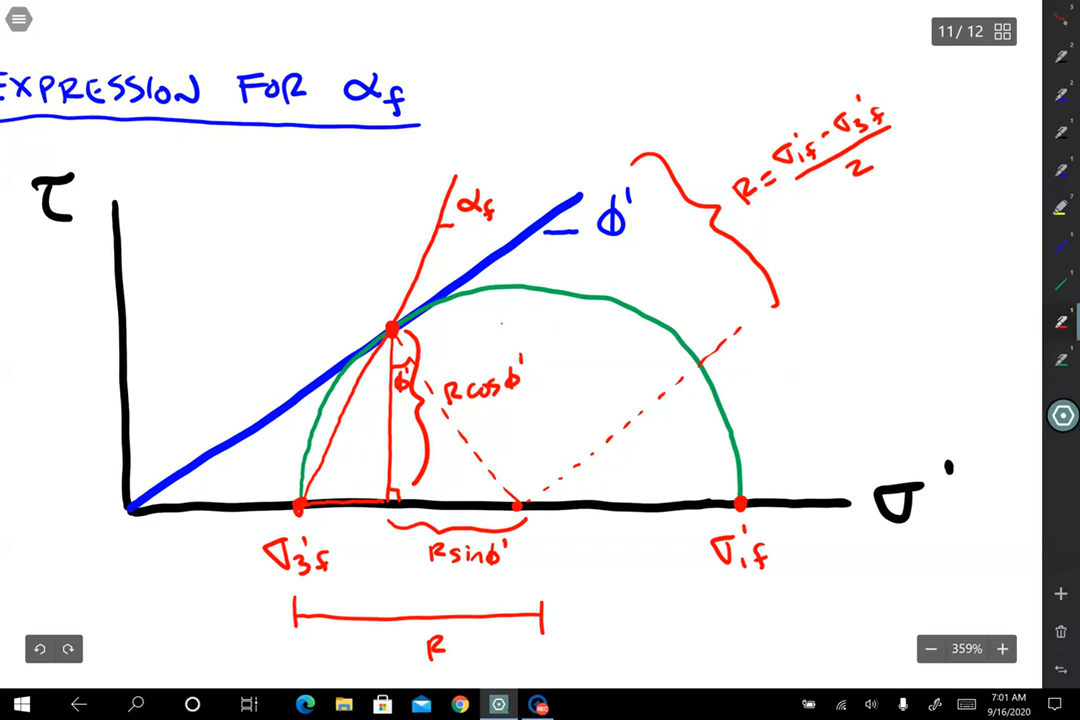 11 / 12
EXPRESSION FOR αf
τ
αf
ϕ'
R = σ'1f - σ'3f / 2
ϕ'
R cos ϕ'
σ'
σ'3f
R sin ϕ'
σ'1f
R
359%
REC
7:01 AM
9/16/2020